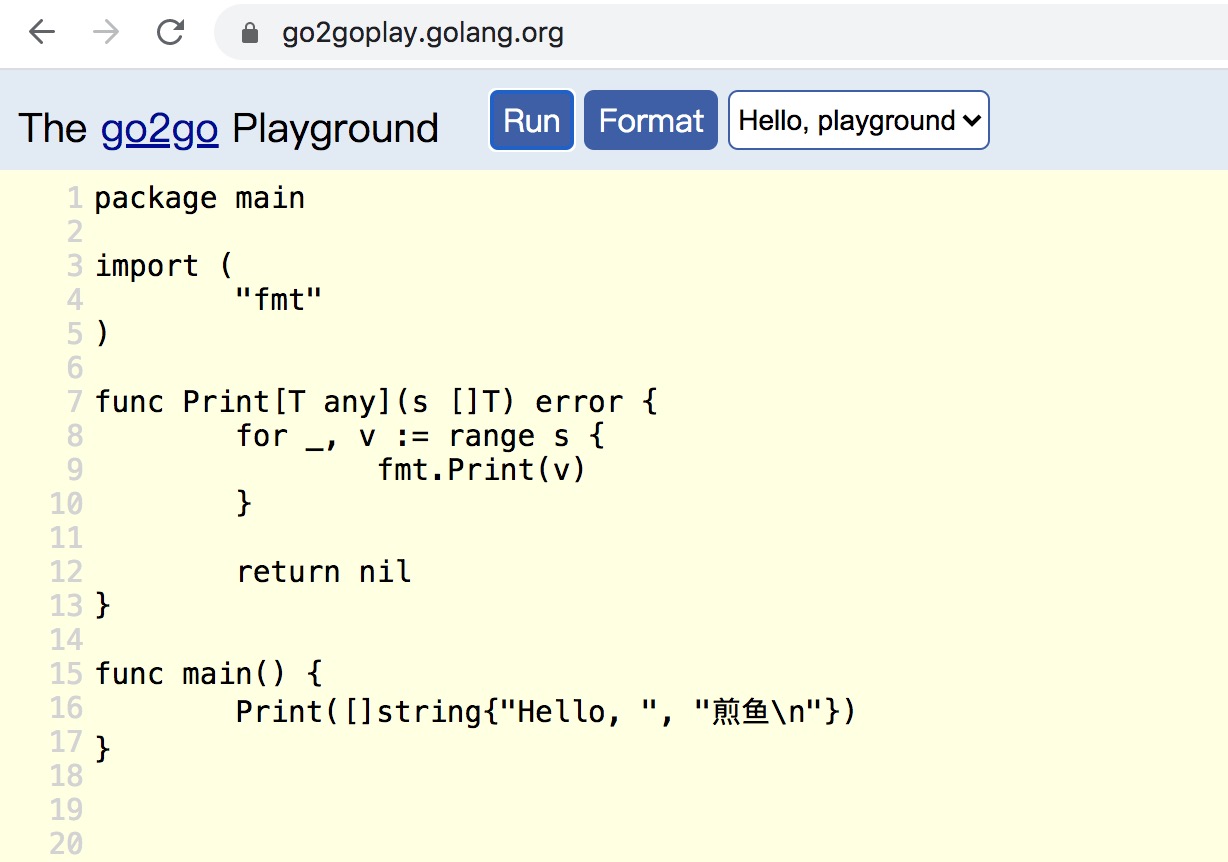 go2goplay.golang.org
The go2go Playground Run Format Hello, playground
1 package main
2
3 import (
4 "fmt"
5 )
6
7 func Print[T any](s []T) error {
8 for _, v := range s {
9 fmt.Print(v)
10 }
11
12 return nil
13 }
14
15 func main() {
16 Print([]string{"Hello, ", "煎鱼\n"})
17 }
18
19
20